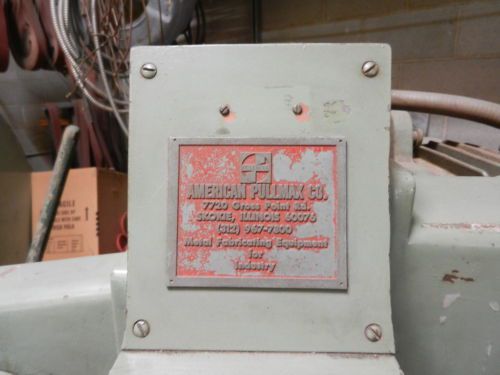 AMERICAN PULLMAX CO.
7720 Gross Point Rd.
SKOKIE, ILLINOIS 60076
(312) 967-7800
Metal Fabricating Equipment
for
Industry